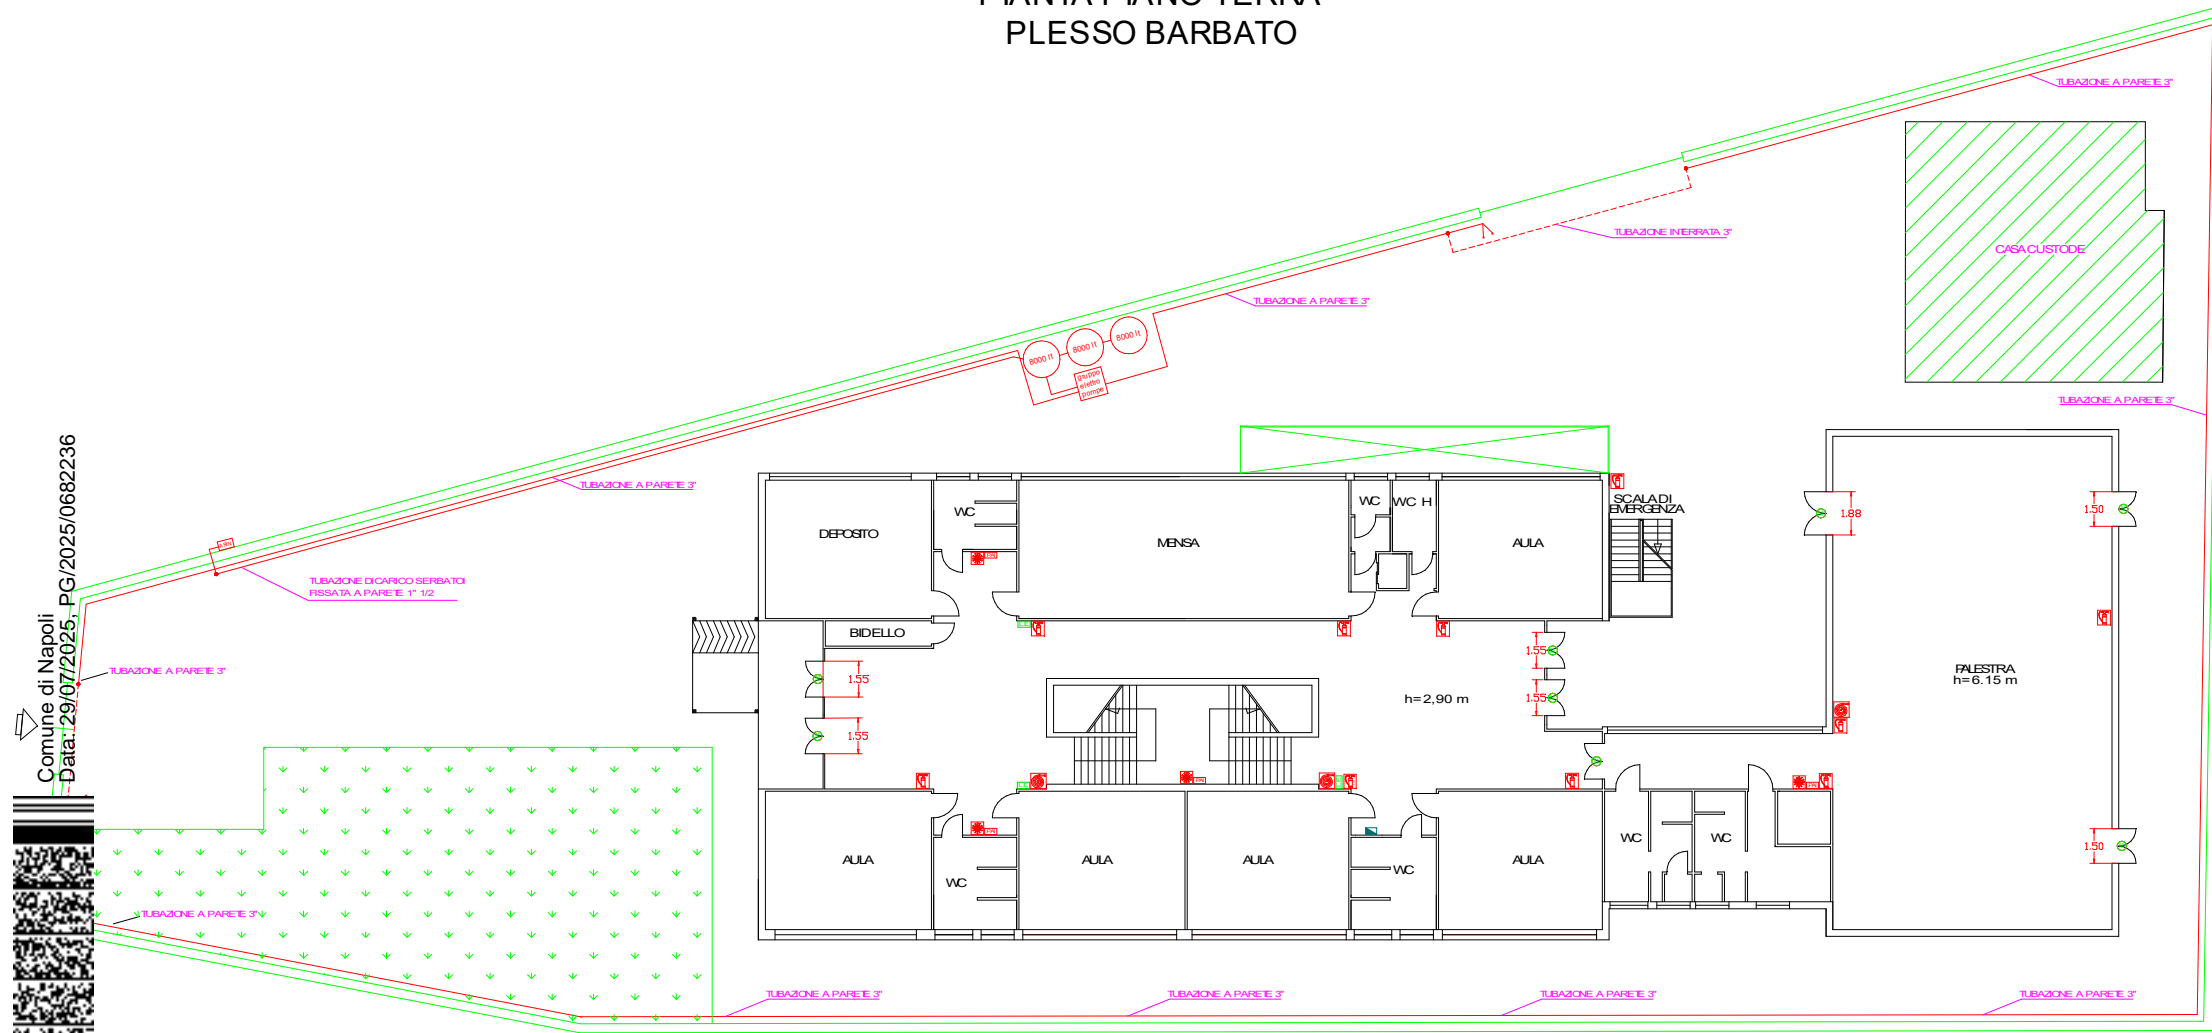 PIANTA PIANO TERRA
PLESSO BARBATO
TUBAZIONE A PARETE 3"
TUBAZIONE INTERRATA 3"
CASA CUSTODE
TUBAZIONE A PARETE 3"
8000 lt
8000 lt
8000 lt
gruppo
elettro
pompe
TUBAZIONE A PARETE 3"
TUBAZIONE A PARETE 3"
TUBAZIONE DI CARICO SERBATOI
FISSATA A PARETE 1" 1/2
Comune di Napoli
Data: 29/07/2025, PG/2025/0682236
TUBAZIONE A PARETE 3"
TUBAZIONE A PARETE 3"
DEPOSITO
WC
MENSA
WC
WC H
AULA
SCALA DI
EMERGENZA
1.88
1.50
BIDELLO
1.55
1.55
1.55
1.55
h=2,90 m
PALESTRA
h=6.15 m
1.50
AULA
WC
AULA
AULA
WC
AULA
WC
WC
TUBAZIONE A PARETE 3"
TUBAZIONE A PARETE 3"
TUBAZIONE A PARETE 3"
TUBAZIONE A PARETE 3"